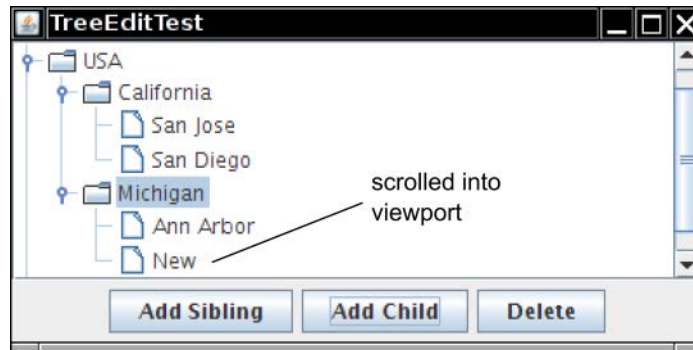 TreeEditTest
USA
California
San Jose
San Diego
Michigan
Ann Arbor
New
scrolled into
viewport
Add Sibling Add Child Delete